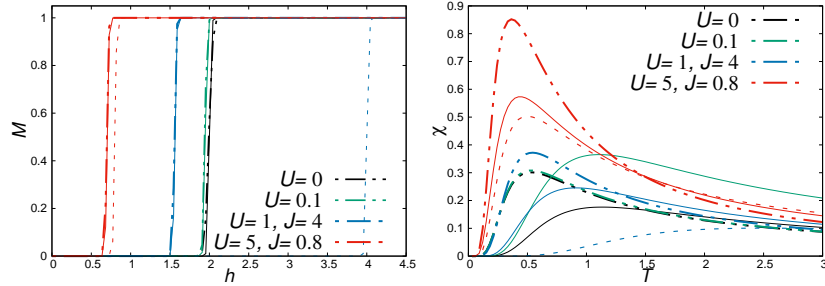 1
0.8
0.6
0.4
0.2
0
M
0 0.5 1 1.5 2 2.5 3 3.5 4 4.5
h
U= 0
U= 0.1
U= 1, J= 4
U= 5, J= 0.8
0.9
0.8
0.7
0.6
0.5
0.4
0.3
0.2
0.1
0
χ
0 0.5 1 1.5 2 2.5 3
T
U= 0
U= 0.1
U= 1, J= 4
U= 5, J= 0.8